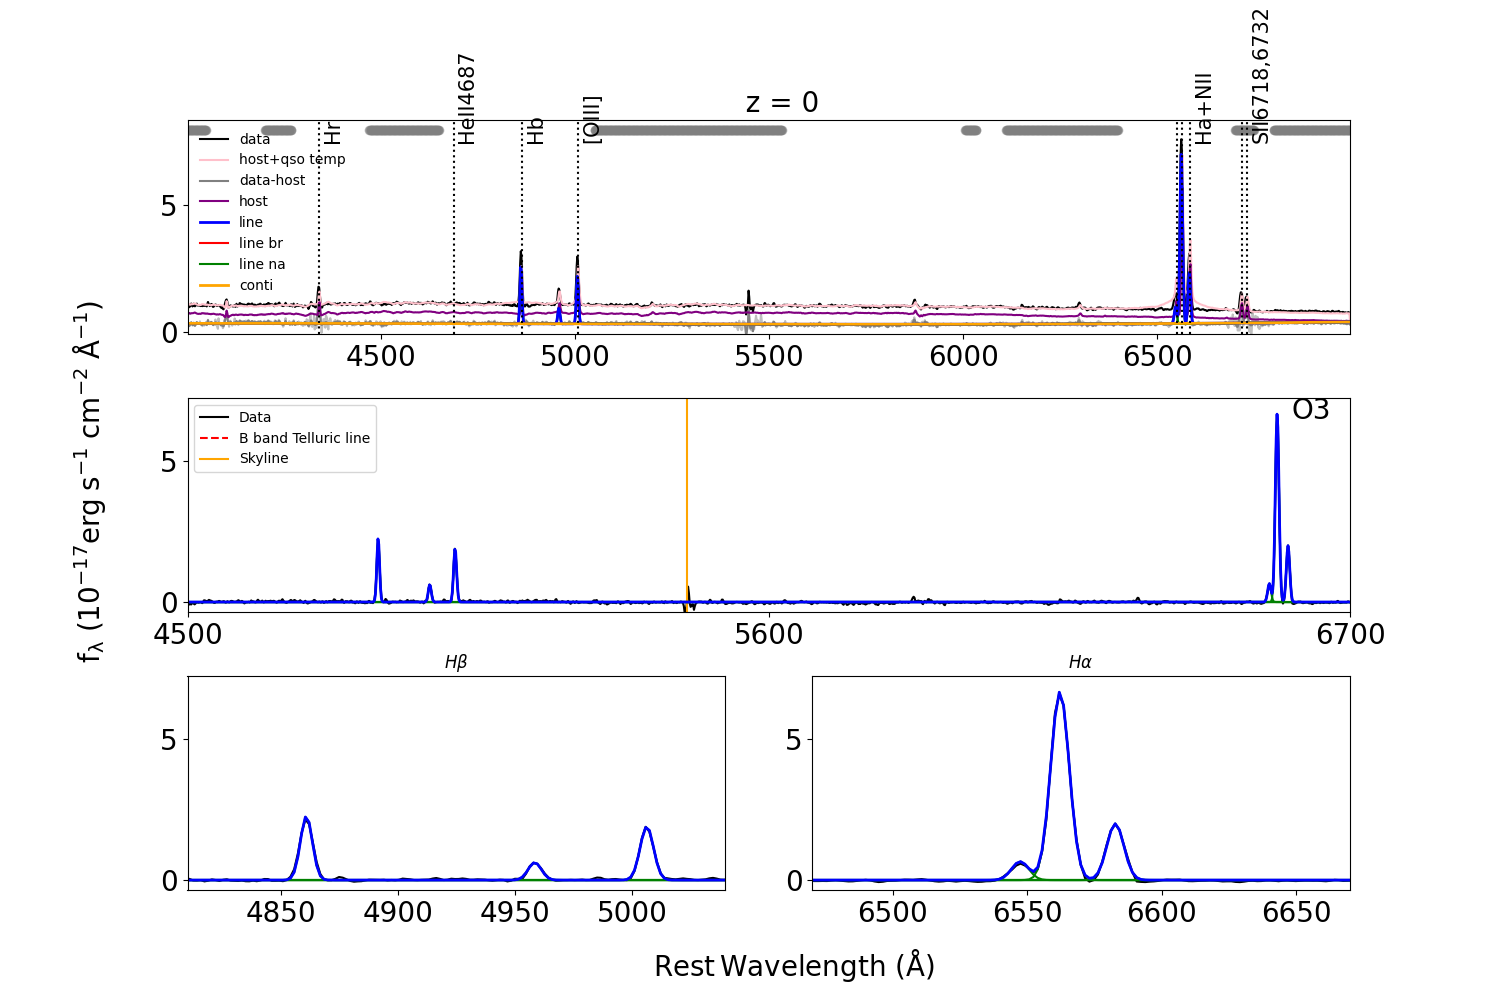 z = 0
Hr
HeII4687
Hb
[OIII]
Ha+NII
SII6718,6732
data
host+qso temp
data-host
host
line
line br
line na
conti
5
0
4500
5000
5500
6000
6500
f_λ (10^{-17}erg s^{-1} cm^{-2} Å^{-1})
Data
B band Telluric line
Skyline
O3
5
0
4500
5600
6700
Hβ
5
0
4850
4900
4950
5000
Hα
5
0
6500
6550
6600
6650
Rest Wavelength (Å)